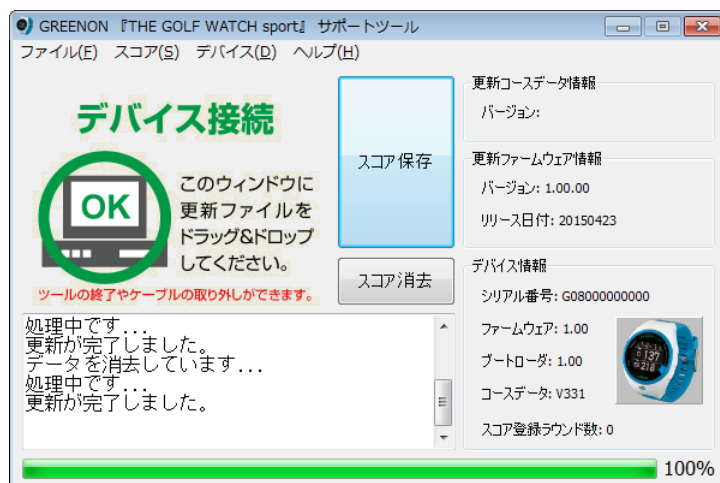 GREENON 『THE GOLF WATCH sport』 サポートツール
ファイル(F) スコア(S) デバイス(D) ヘルプ(H)
デバイス接続
OK
このウィンドウに
更新ファイルを
ドラッグ&ドロップ
してください。
ツールの終了やケーブルの取り外しができます。
スコア保存
スコア消去
更新コースデータ情報
バージョン:
更新ファームウェア情報
バージョン: 1.00.00
リリース日付: 20150423
デバイス情報
シリアル番号: G08000000000
ファームウェア: 1.00
ブートローダ: 1.00
コースデータ: V331
スコア登録ラウンド数: 0
137
218
処理中です...
更新が完了しました。
データを消去しています...
処理中です...
更新が完了しました。
100%